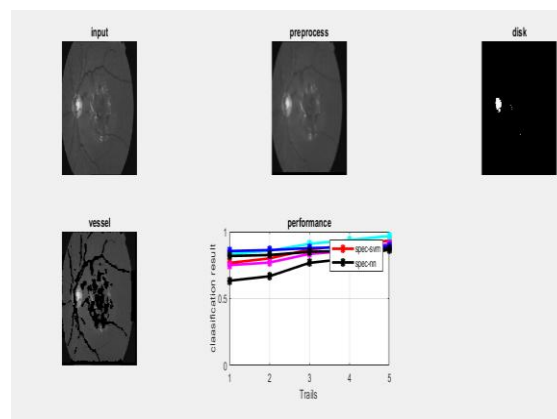 input
preprocess
disk
vessel
performance
claasification result
1
0.5
0
spec-svm
spec-nn
1 2 3 4 5
Trails